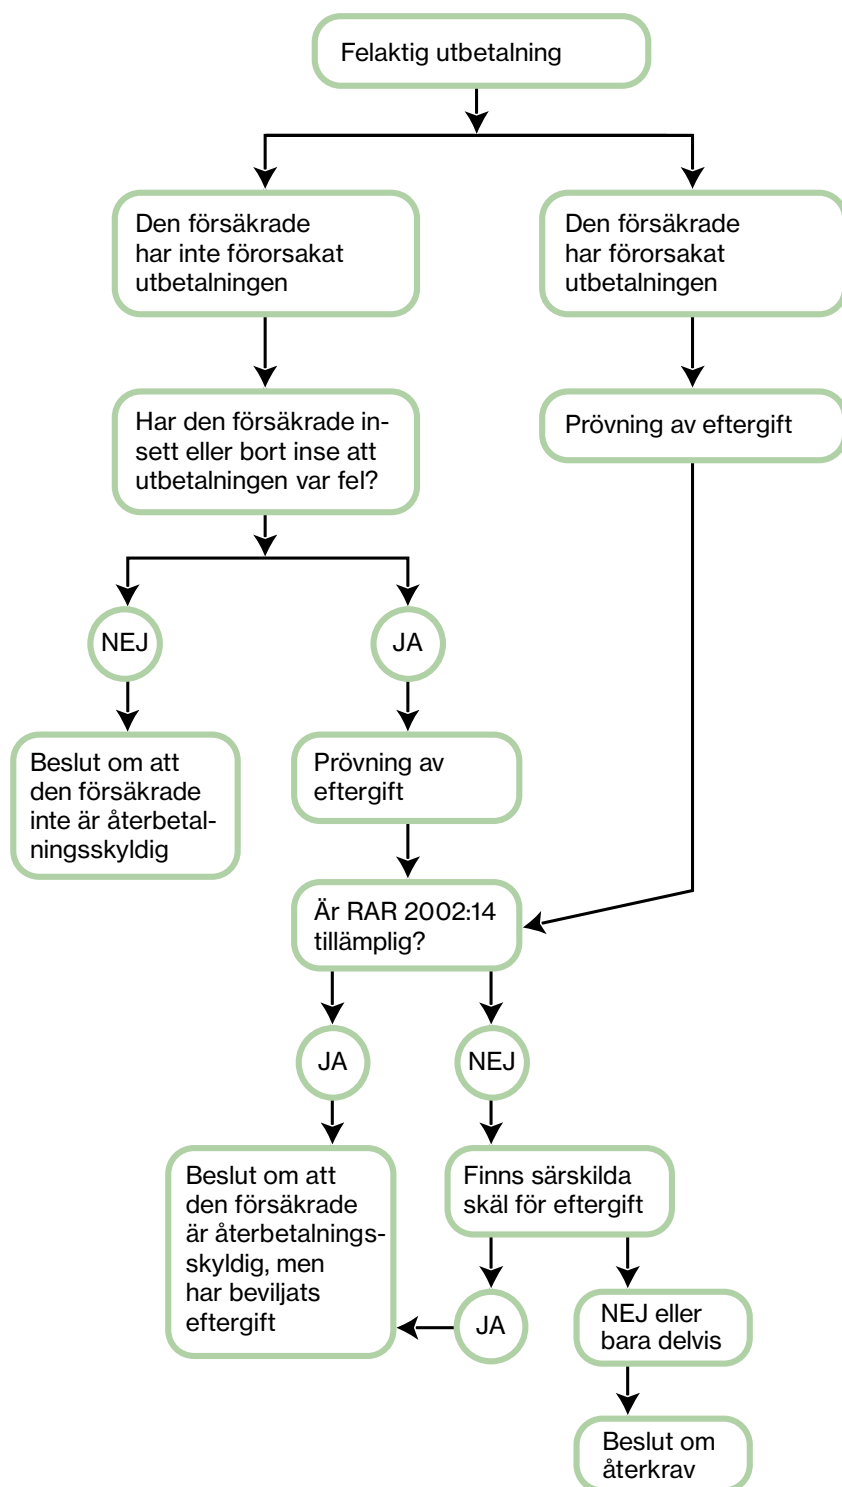 Felaktig utbetalning
Den försäkrade
har inte förorsakat
utbetalningen
Den försäkrade
har förorsakat
utbetalningen
Har den försäkrade in-
sett eller bort inse att
utbetalningen var fel?
Prövning av eftergift
NEJ
JA
Beslut om att
den försäkrade
inte är återbetal-
ningsskyldig
Prövning av
eftergift
Är RAR 2002:14
tillämplig?
JA
NEJ
Beslut om att
den försäkrade
är återbetalnings-
skyldig, men
har beviljats
eftergift
Finns särskilda
skäl för eftergift
JA
NEJ eller
bara delvis
Beslut om
återkrav